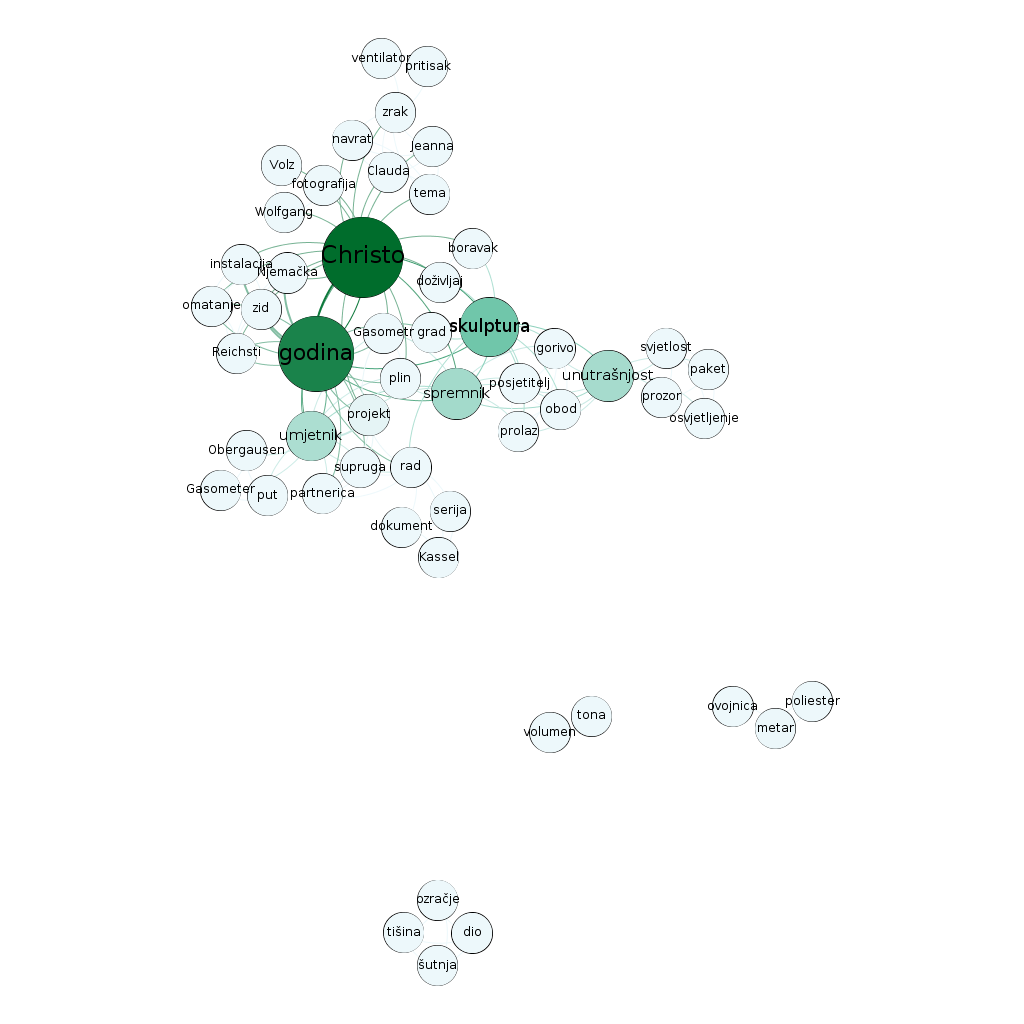 ventilator
pritisak
zrak
navrat
Jeanna
Volz
Clauda
fotografija
tema
Wolfgang
boravak
Christo
instalacija
Njemačka
doživljaj
omatanje
zid
skulptura
Gasometr
grad
gorivo
svjetlost
Reichsti
godina
paket
unutrašnjost
plin
posjetitelj
spremnik
prozor
obod
projekt
osvjetljenje
prolaz
umjetnik
Obergausen
supruga
rad
Gasometer
put
partnerica
serija
dokument
Kassel
poliester
ovojnica
tona
metar
volumen
ozračje
tišina
dio
šutnja